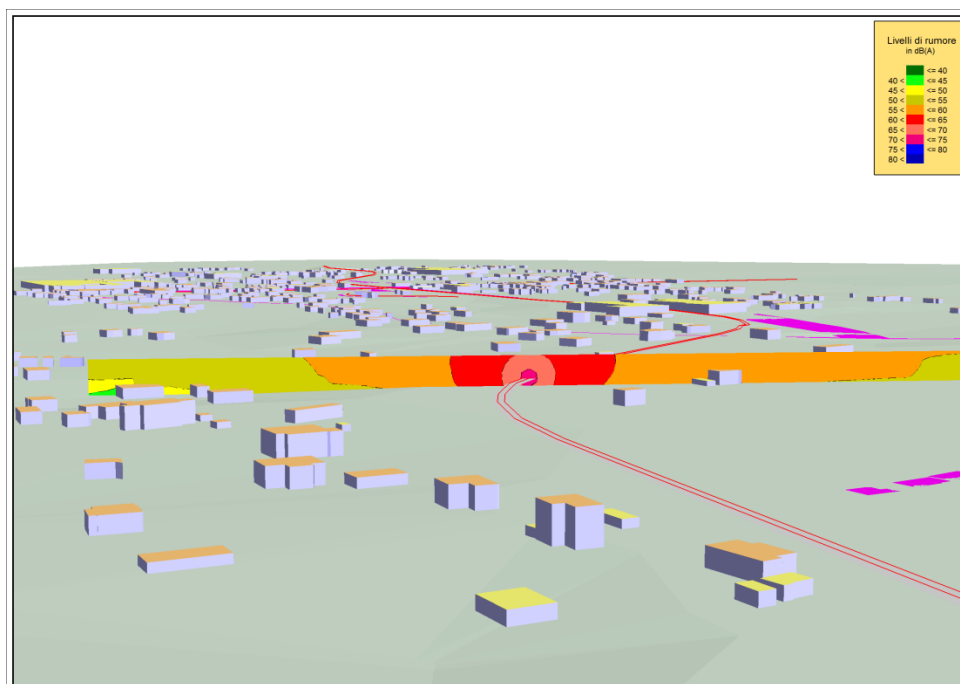 Livelli di rumore
in dB(A)
<= 40
40 < <= 45
45 < <= 50
50 < <= 55
55 < <= 60
60 < <= 65
65 < <= 70
70 < <= 75
75 < <= 80
80 <